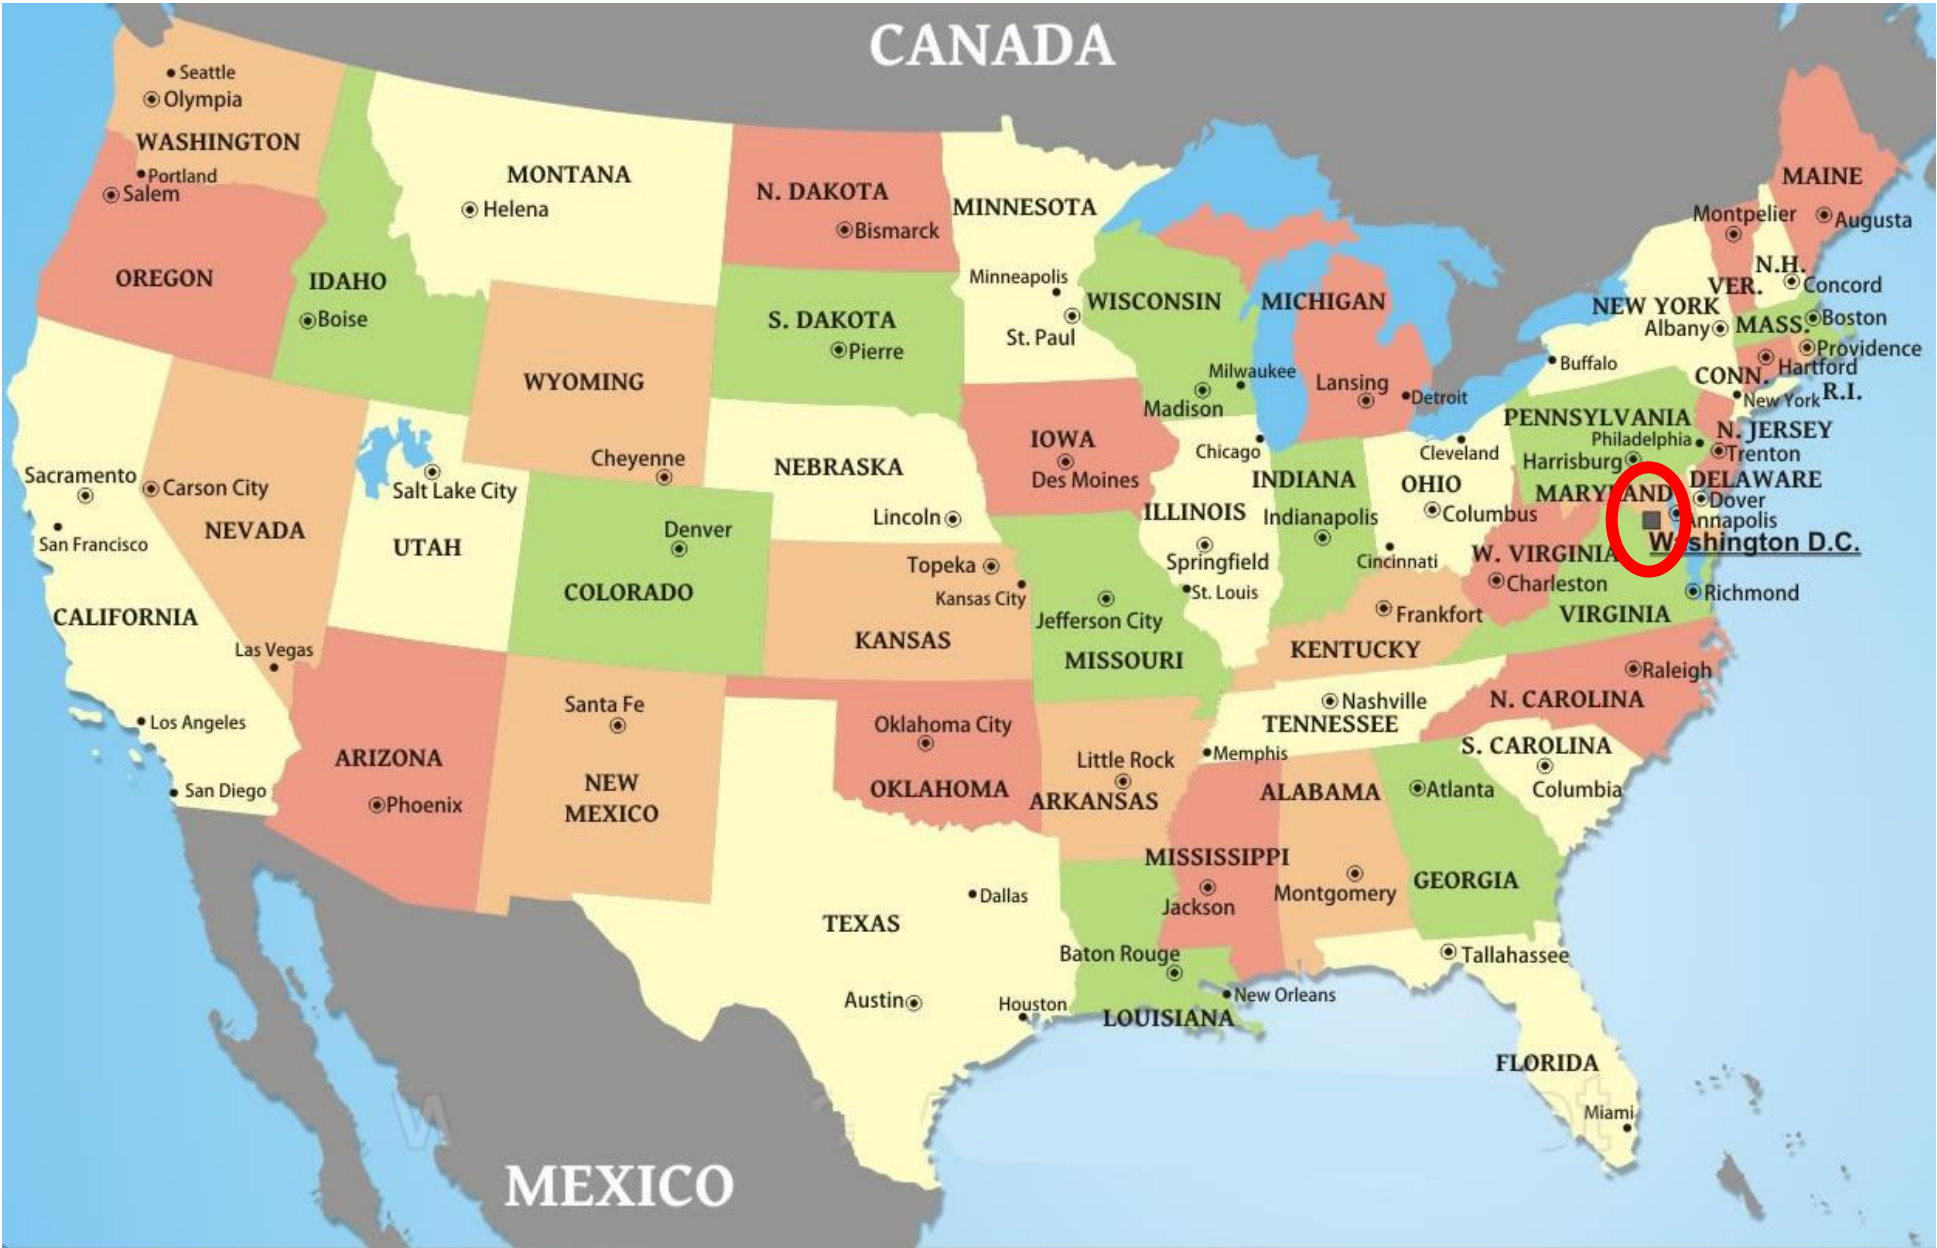 CANADA
Seattle
Olympia
WASHINGTON
Portland
Salem
OREGON
IDAHO
Boise
MONTANA
Helena
N. DAKOTA
Bismarck
MINNESOTA
Minneapolis
St. Paul
S. DAKOTA
Pierre
WYOMING
Cheyenne
WISCONSIN
Milwaukee
Madison
MICHIGAN
Lansing
Detroit
MAINE
Augusta
Montpelier
VER.
N.H.
Concord
NEW YORK
Albany
Buffalo
MASS.
Boston
Providence
Hartford
CONN.
R.I.
New York
PENNSYLVANIA
Philadelphia
Harrisburg
N. JERSEY
Trenton
DELAWARE
Dover
MARYLAND
Annapolis
Washington D.C.
Sacramento
San Francisco
CALIFORNIA
Los Angeles
San Diego
Carson City
NEVADA
Las Vegas
Salt Lake City
UTAH
Denver
COLORADO
NEBRASKA
Lincoln
IOWA
Des Moines
Chicago
ILLINOIS
Springfield
INDIANA
Indianapolis
Cleveland
OHIO
Columbus
Cincinnati
W. VIRGINIA
Charleston
Richmond
VIRGINIA
Topeka
Kansas City
KANSAS
Jefferson City
St. Louis
MISSOURI
Frankfort
KENTUCKY
Nashville
TENNESSEE
Memphis
Raleigh
N. CAROLINA
S. CAROLINA
Columbia
ARIZONA
Phoenix
Santa Fe
NEW
MEXICO
Oklahoma City
OKLAHOMA
Little Rock
ARKANSAS
MISSISSIPPI
Jackson
ALABAMA
Montgomery
Atlanta
GEORGIA
TEXAS
Dallas
Austin
Houston
Baton Rouge
New Orleans
LOUISIANA
Tallahassee
FLORIDA
Miami
MEXICO